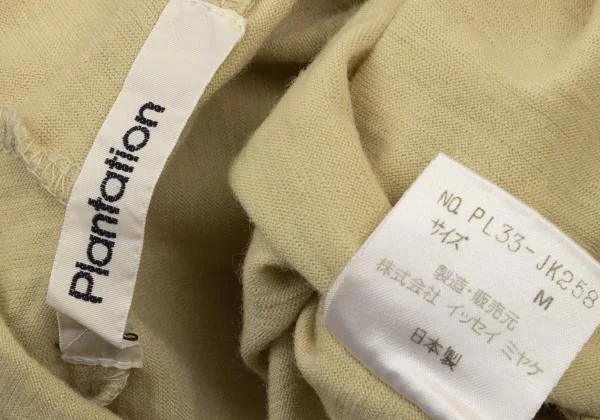 Plantation
NO. PL33-JK258
サイズ M
製造・販売元
株式会社 イッセイ ミヤケ
日本製